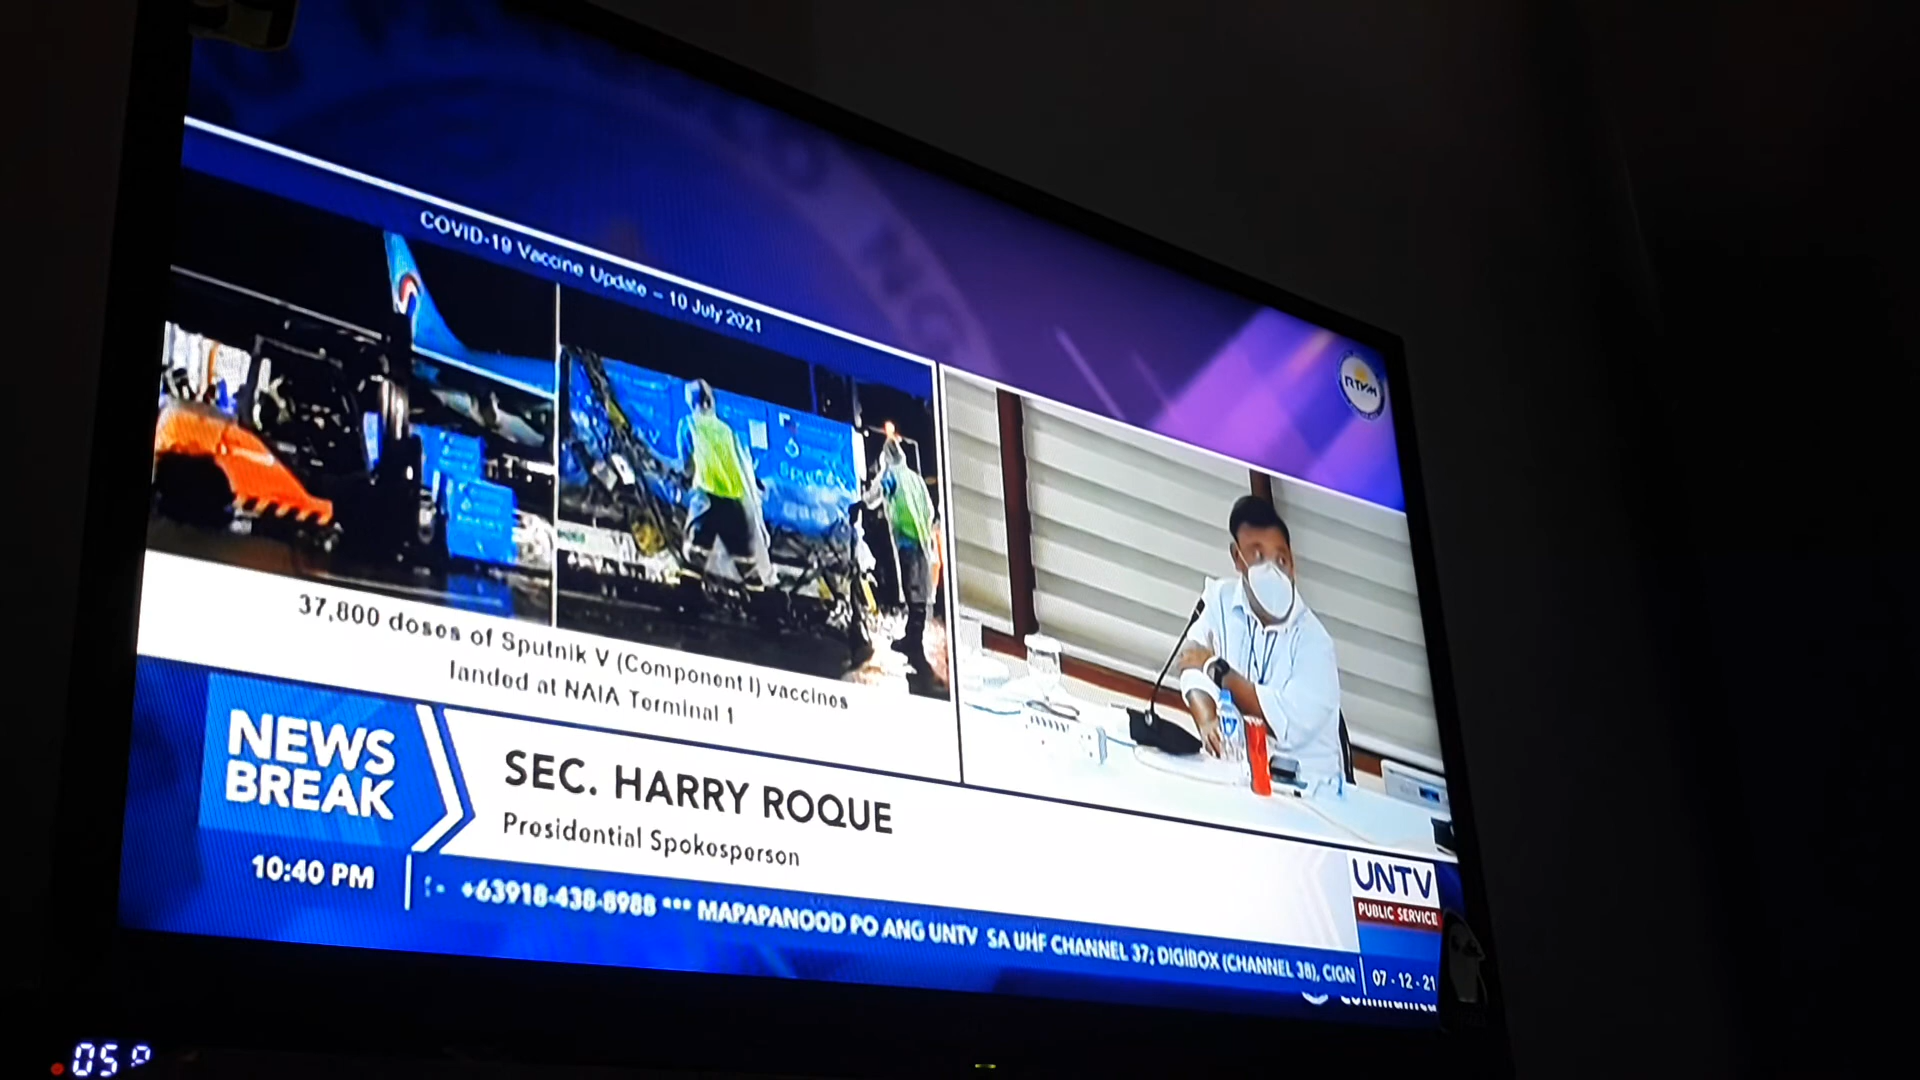 COVID-19 Vaccine Update – 10 July 2021
RTVM
Sputnik
37,800 doses of Sputnik V (Component I) vaccines
landed at NAIA Terminal 1
NEWS
BREAK
SEC. HARRY ROQUE
Presidential Spokesperson
UNTV
PUBLIC SERVICE
10:40 PM
+63918-438-8988 *** MAPAPANOOD PO ANG UNTV SA UHF CHANNEL 37; DIGIBOX (CHANNEL 38), CIGN
07-12-21
05